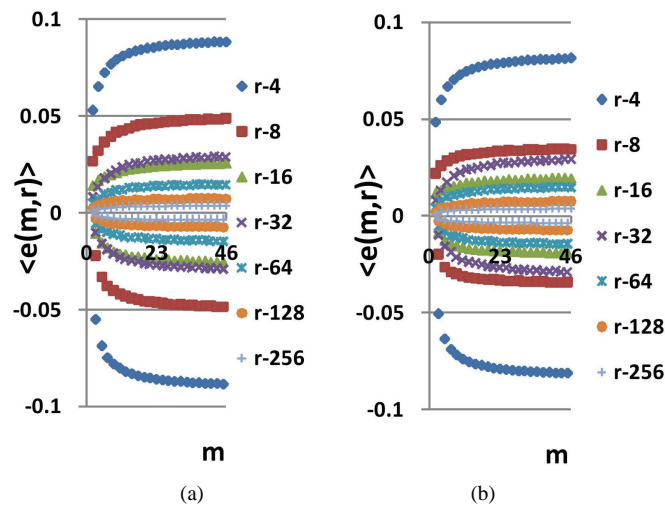 0.1
0.05
0
-0.05
-0.1
<e(m,r)>
0 23 46
m
r-4
r-8
r-16
r-32
r-64
r-128
r-256
(a)
0.1
0.05
0
-0.05
-0.1
<e(m,r)>
0 23 46
m
r-4
r-8
r-16
r-32
r-64
r-128
r-256
(b)